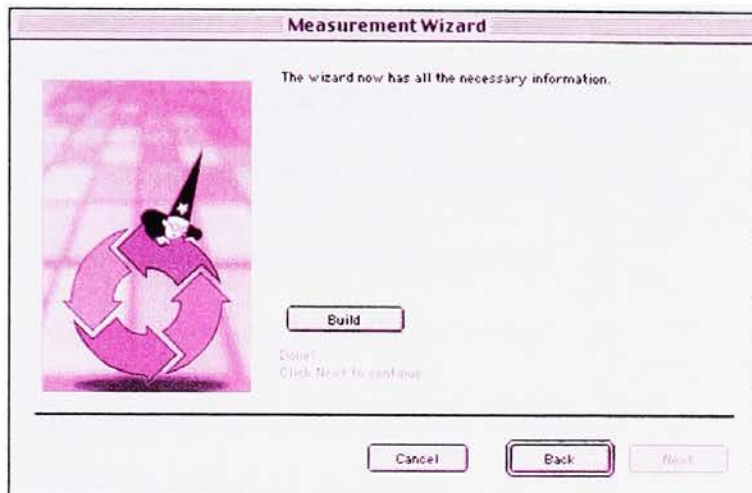 Measurement Wizard
The wizard now has all the necessary information.
Build
Done!
Click Next to continue
Cancel
Back
Next